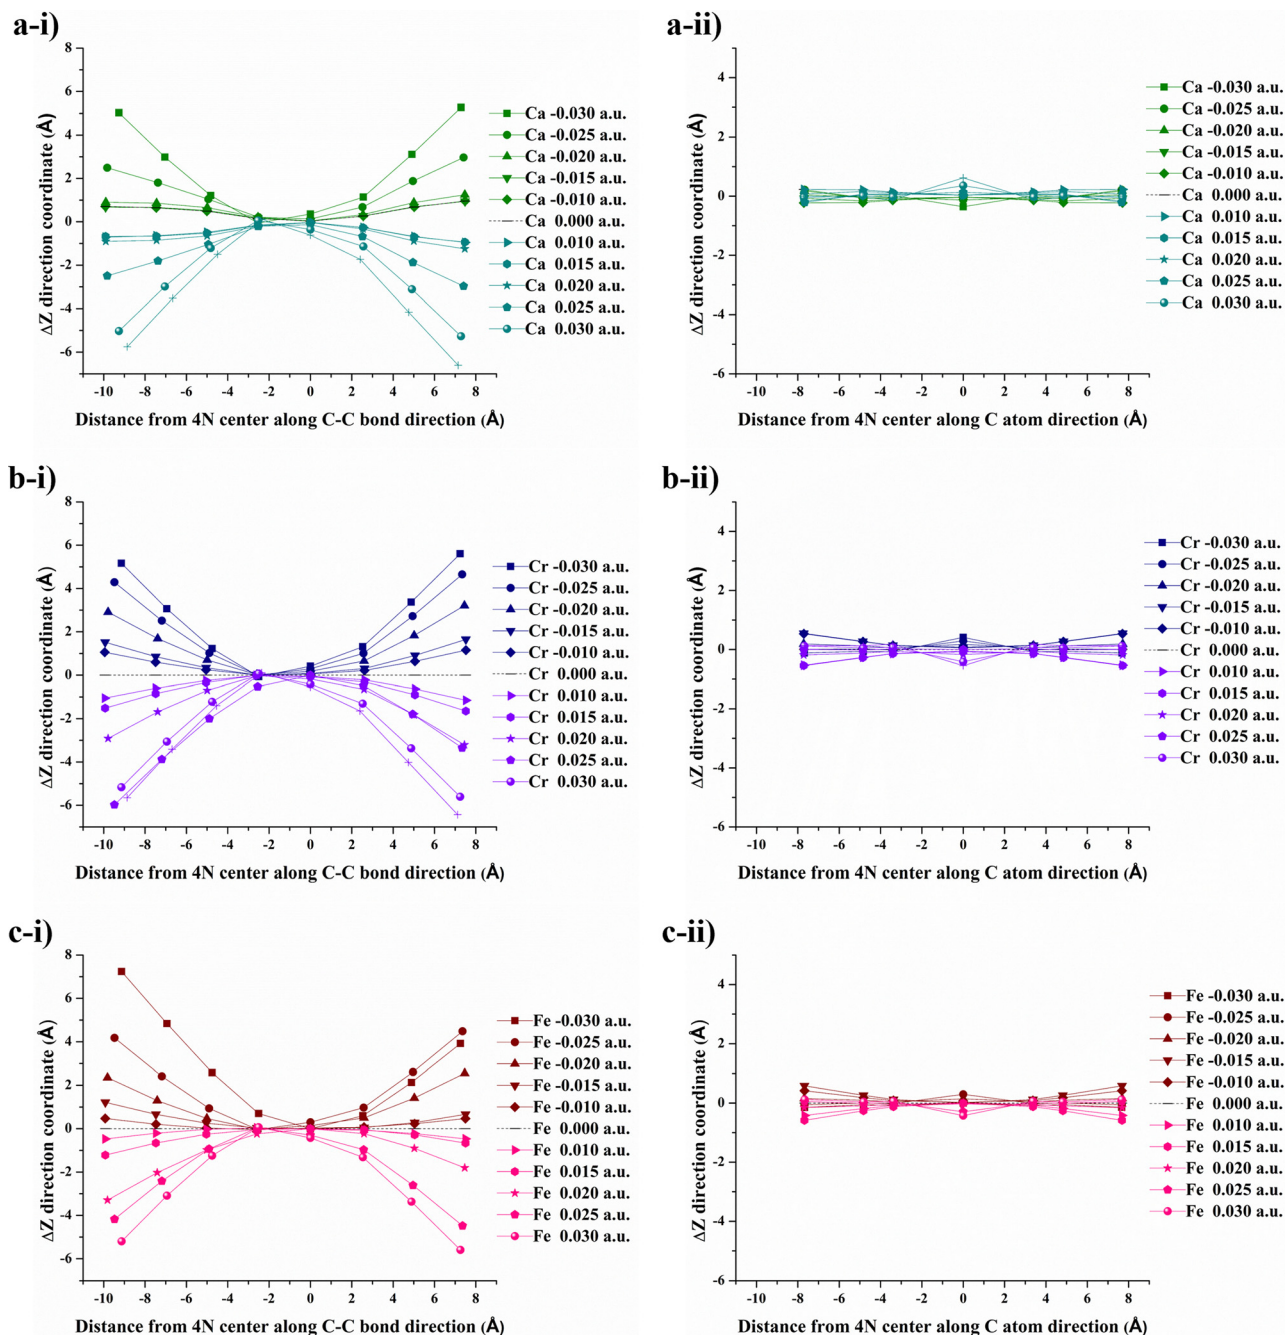 a-i)
8
6
4
2
0
-2
-4
-6
ΔZ direction coordinate (Å)
-10 -8 -6 -4 -2 0 2 4 6 8
Distance from 4N center along C-C bond direction (Å)
Ca -0.030 a.u.
Ca -0.025 a.u.
Ca -0.020 a.u.
Ca -0.015 a.u.
Ca -0.010 a.u.
Ca 0.000 a.u.
Ca 0.010 a.u.
Ca 0.015 a.u.
Ca 0.020 a.u.
Ca 0.025 a.u.
Ca 0.030 a.u.
a-ii)
4
2
0
-2
-4
-6
ΔZ direction coordinate (Å)
-10 -8 -6 -4 -2 0 2 4 6 8
Distance from 4N center along C atom direction (Å)
Ca -0.030 a.u.
Ca -0.025 a.u.
Ca -0.020 a.u.
Ca -0.015 a.u.
Ca -0.010 a.u.
Ca 0.000 a.u.
Ca 0.010 a.u.
Ca 0.015 a.u.
Ca 0.020 a.u.
Ca 0.025 a.u.
Ca 0.030 a.u.
b-i)
8
6
4
2
0
-2
-4
-6
ΔZ direction coordinate (Å)
-10 -8 -6 -4 -2 0 2 4 6 8
Distance from 4N center along C-C bond direction (Å)
Cr -0.030 a.u.
Cr -0.025 a.u.
Cr -0.020 a.u.
Cr -0.015 a.u.
Cr -0.010 a.u.
Cr 0.000 a.u.
Cr 0.010 a.u.
Cr 0.015 a.u.
Cr 0.020 a.u.
Cr 0.025 a.u.
Cr 0.030 a.u.
b-ii)
4
2
0
-2
-4
-6
ΔZ direction coordinate (Å)
-10 -8 -6 -4 -2 0 2 4 6 8
Distance from 4N center along C atom direction (Å)
Cr -0.030 a.u.
Cr -0.025 a.u.
Cr -0.020 a.u.
Cr -0.015 a.u.
Cr -0.010 a.u.
Cr 0.000 a.u.
Cr 0.010 a.u.
Cr 0.015 a.u.
Cr 0.020 a.u.
Cr 0.025 a.u.
Cr 0.030 a.u.
c-i)
8
6
4
2
0
-2
-4
-6
ΔZ direction coordinate (Å)
-10 -8 -6 -4 -2 0 2 4 6 8
Distance from 4N center along C-C bond direction (Å)
Fe -0.030 a.u.
Fe -0.025 a.u.
Fe -0.020 a.u.
Fe -0.015 a.u.
Fe -0.010 a.u.
Fe 0.000 a.u.
Fe 0.010 a.u.
Fe 0.015 a.u.
Fe 0.020 a.u.
Fe 0.025 a.u.
Fe 0.030 a.u.
c-ii)
4
2
0
-2
-4
-6
ΔZ direction coordinate (Å)
-10 -8 -6 -4 -2 0 2 4 6 8
Distance from 4N center along C atom direction (Å)
Fe -0.030 a.u.
Fe -0.025 a.u.
Fe -0.020 a.u.
Fe -0.015 a.u.
Fe -0.010 a.u.
Fe 0.000 a.u.
Fe 0.010 a.u.
Fe 0.015 a.u.
Fe 0.020 a.u.
Fe 0.025 a.u.
Fe 0.030 a.u.